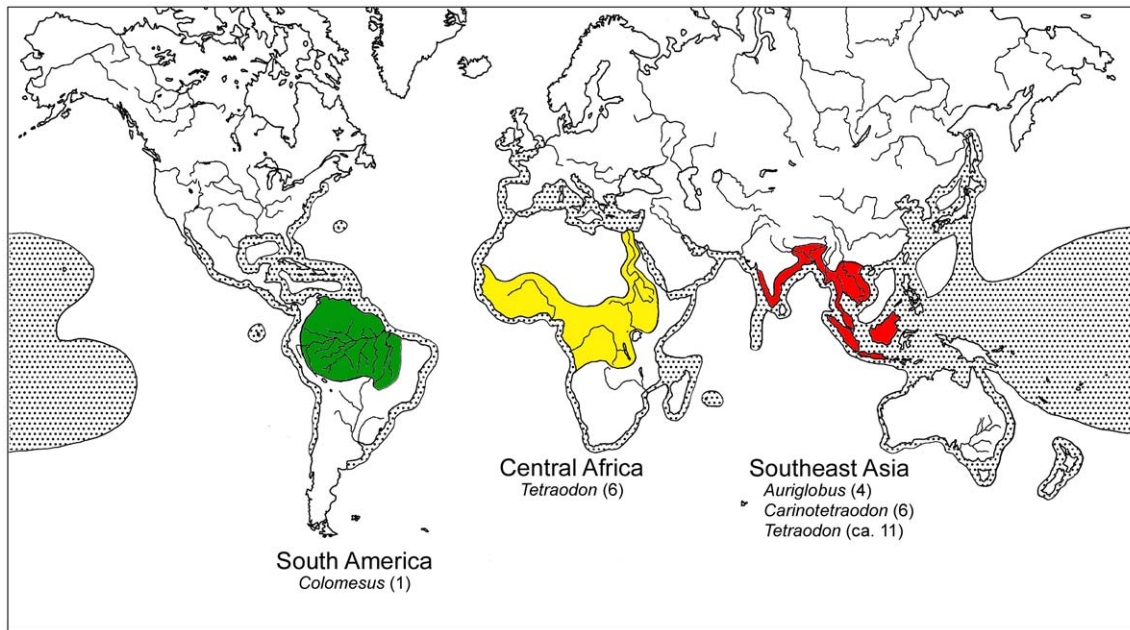 Central Africa
Tetraodon (6)
Southeast Asia
Auriglobus (4)
Carinotetraodon (6)
Tetraodon (ca. 11)
South America
Colomesus (1)